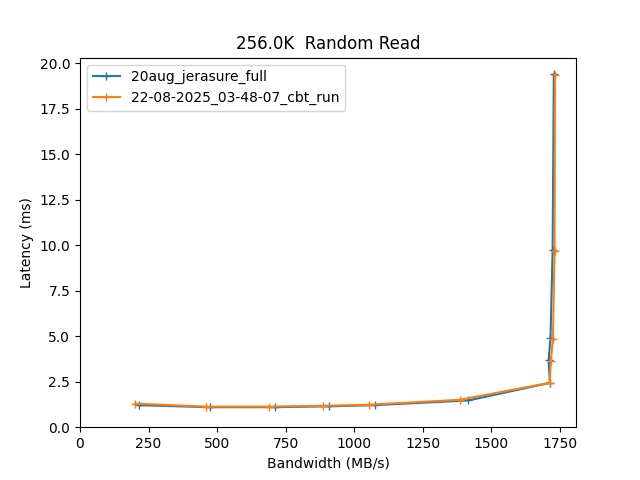 256.0K  Random Read
20aug_jerasure_full
22-08-2025_03-48-07_cbt_run
20.0
17.5
15.0
12.5
10.0
7.5
5.0
2.5
0.0
Latency (ms)
0 250 500 750 1000 1250 1500 1750
Bandwidth (MB/s)